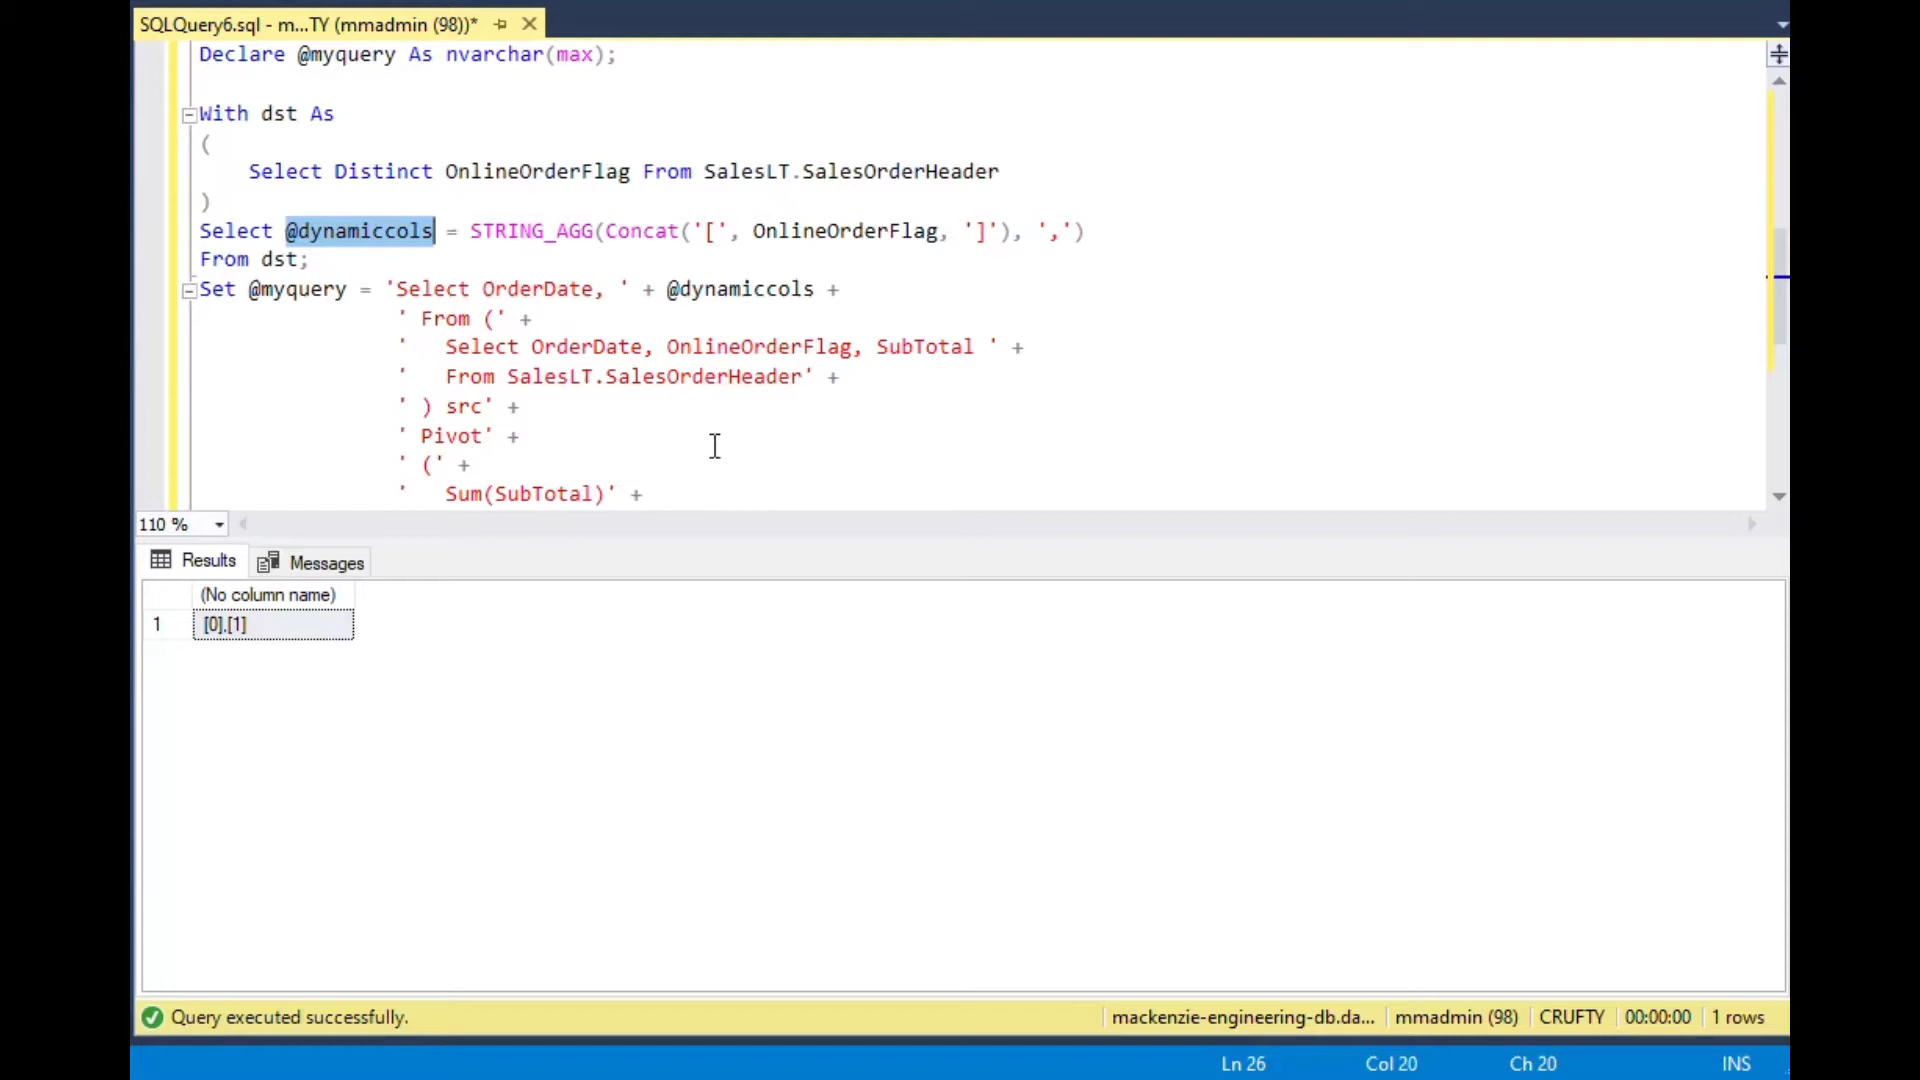 SQLQuery6.sql - m...TY (mmadmin (98))*
Declare @myquery As nvarchar(max);
With dst As
(
Select Distinct OnlineOrderFlag From SalesLT.SalesOrderHeader
)
Select @dynamiccols = STRING_AGG(Concat('[', OnlineOrderFlag, ']'), ',')
From dst;
Set @myquery = 'Select OrderDate, ' + @dynamiccols +
' From (' +
'   Select OrderDate, OnlineOrderFlag, SubTotal ' +
'   From SalesLT.SalesOrderHeader' +
' ) src' +
' Pivot' +
' (' +
'   Sum(SubTotal)' +
110 %
Results Messages
(No column name)
1 [0],[1]
Query executed successfully. mackenzie-engineering-db.da... mmadmin (98) CRUFTY 00:00:00 1 rows
Ln 26 Col 20 Ch 20 INS